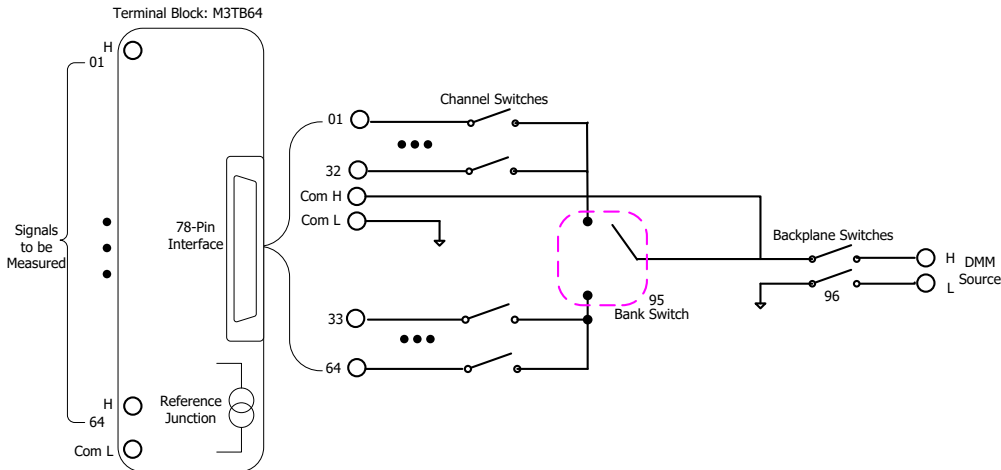 Terminal Block: M3TB64
H
01
Signals
to be
Measured
78-Pin
Interface
H
64
Reference
Junction
Com L
01
Channel Switches
32
Com H
Com L
Backplane Switches
H
DMM
L
Source
96
95
Bank Switch
33
64